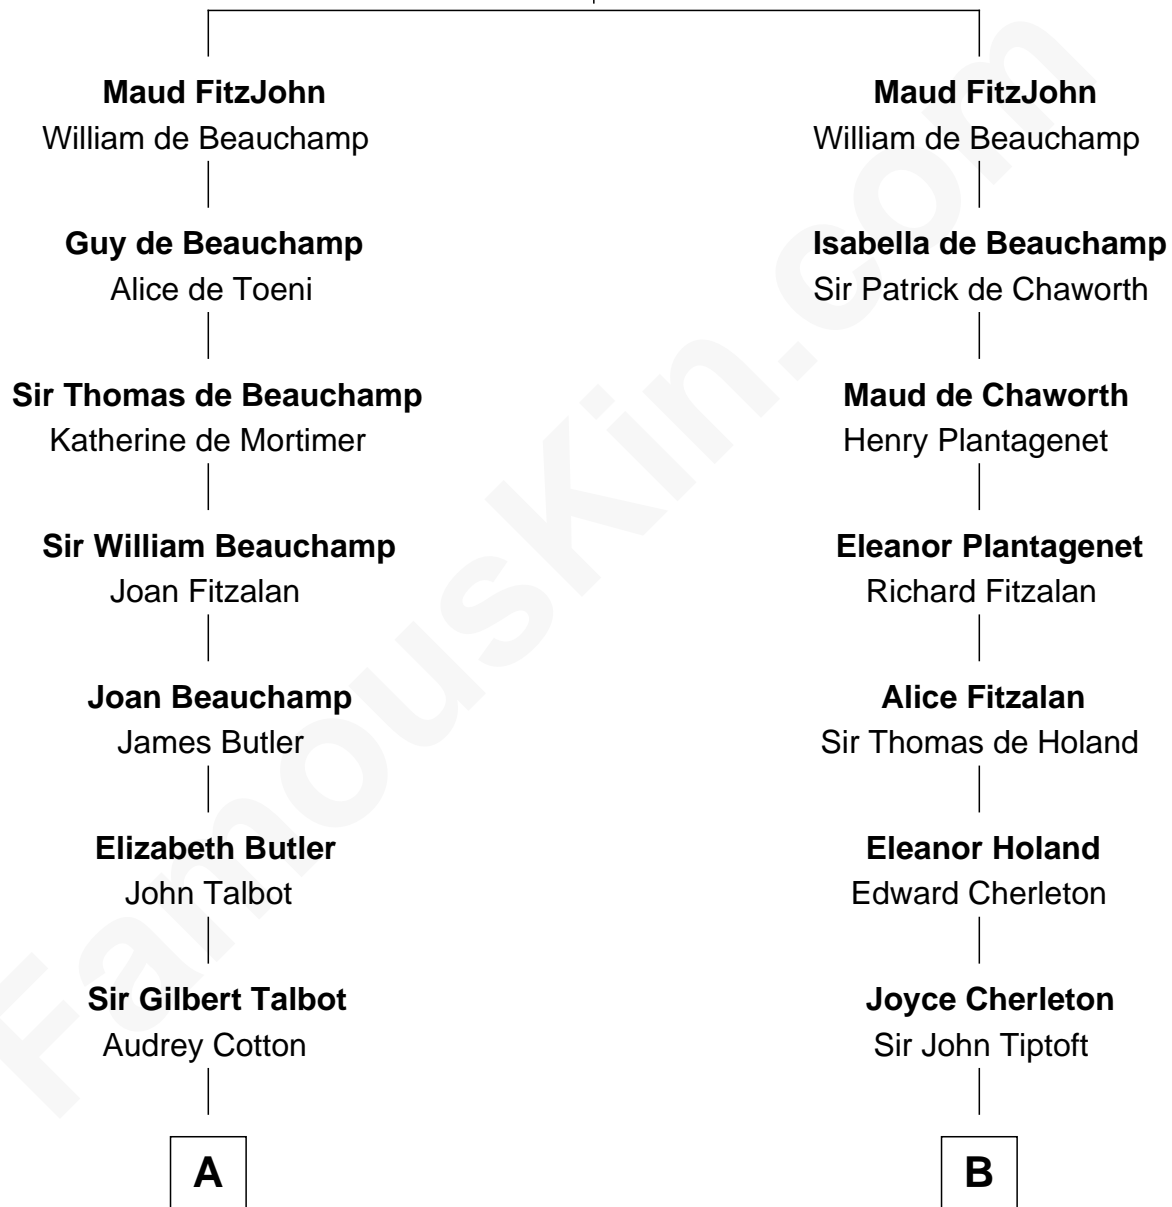 Maud FitzJohn
William de Beauchamp
Guy de Beauchamp
Alice de Toeni
Sir Thomas de Beauchamp
Katherine de Mortimer
Sir William Beauchamp
Joan Fitzalan
Joan Beauchamp
James Butler
Elizabeth Butler
John Talbot
Sir Gilbert Talbot
Audrey Cotton
A
Maud FitzJohn
William de Beauchamp
Isabella de Beauchamp
Sir Patrick de Chaworth
Maud de Chaworth
Henry Plantagenet
Eleanor Plantagenet
Richard Fitzalan
Alice Fitzalan
Sir Thomas de Holand
Eleanor Holand
Edward Cherleton
Joyce Cherleton
Sir John Tiptoft
B
FamousKin.com